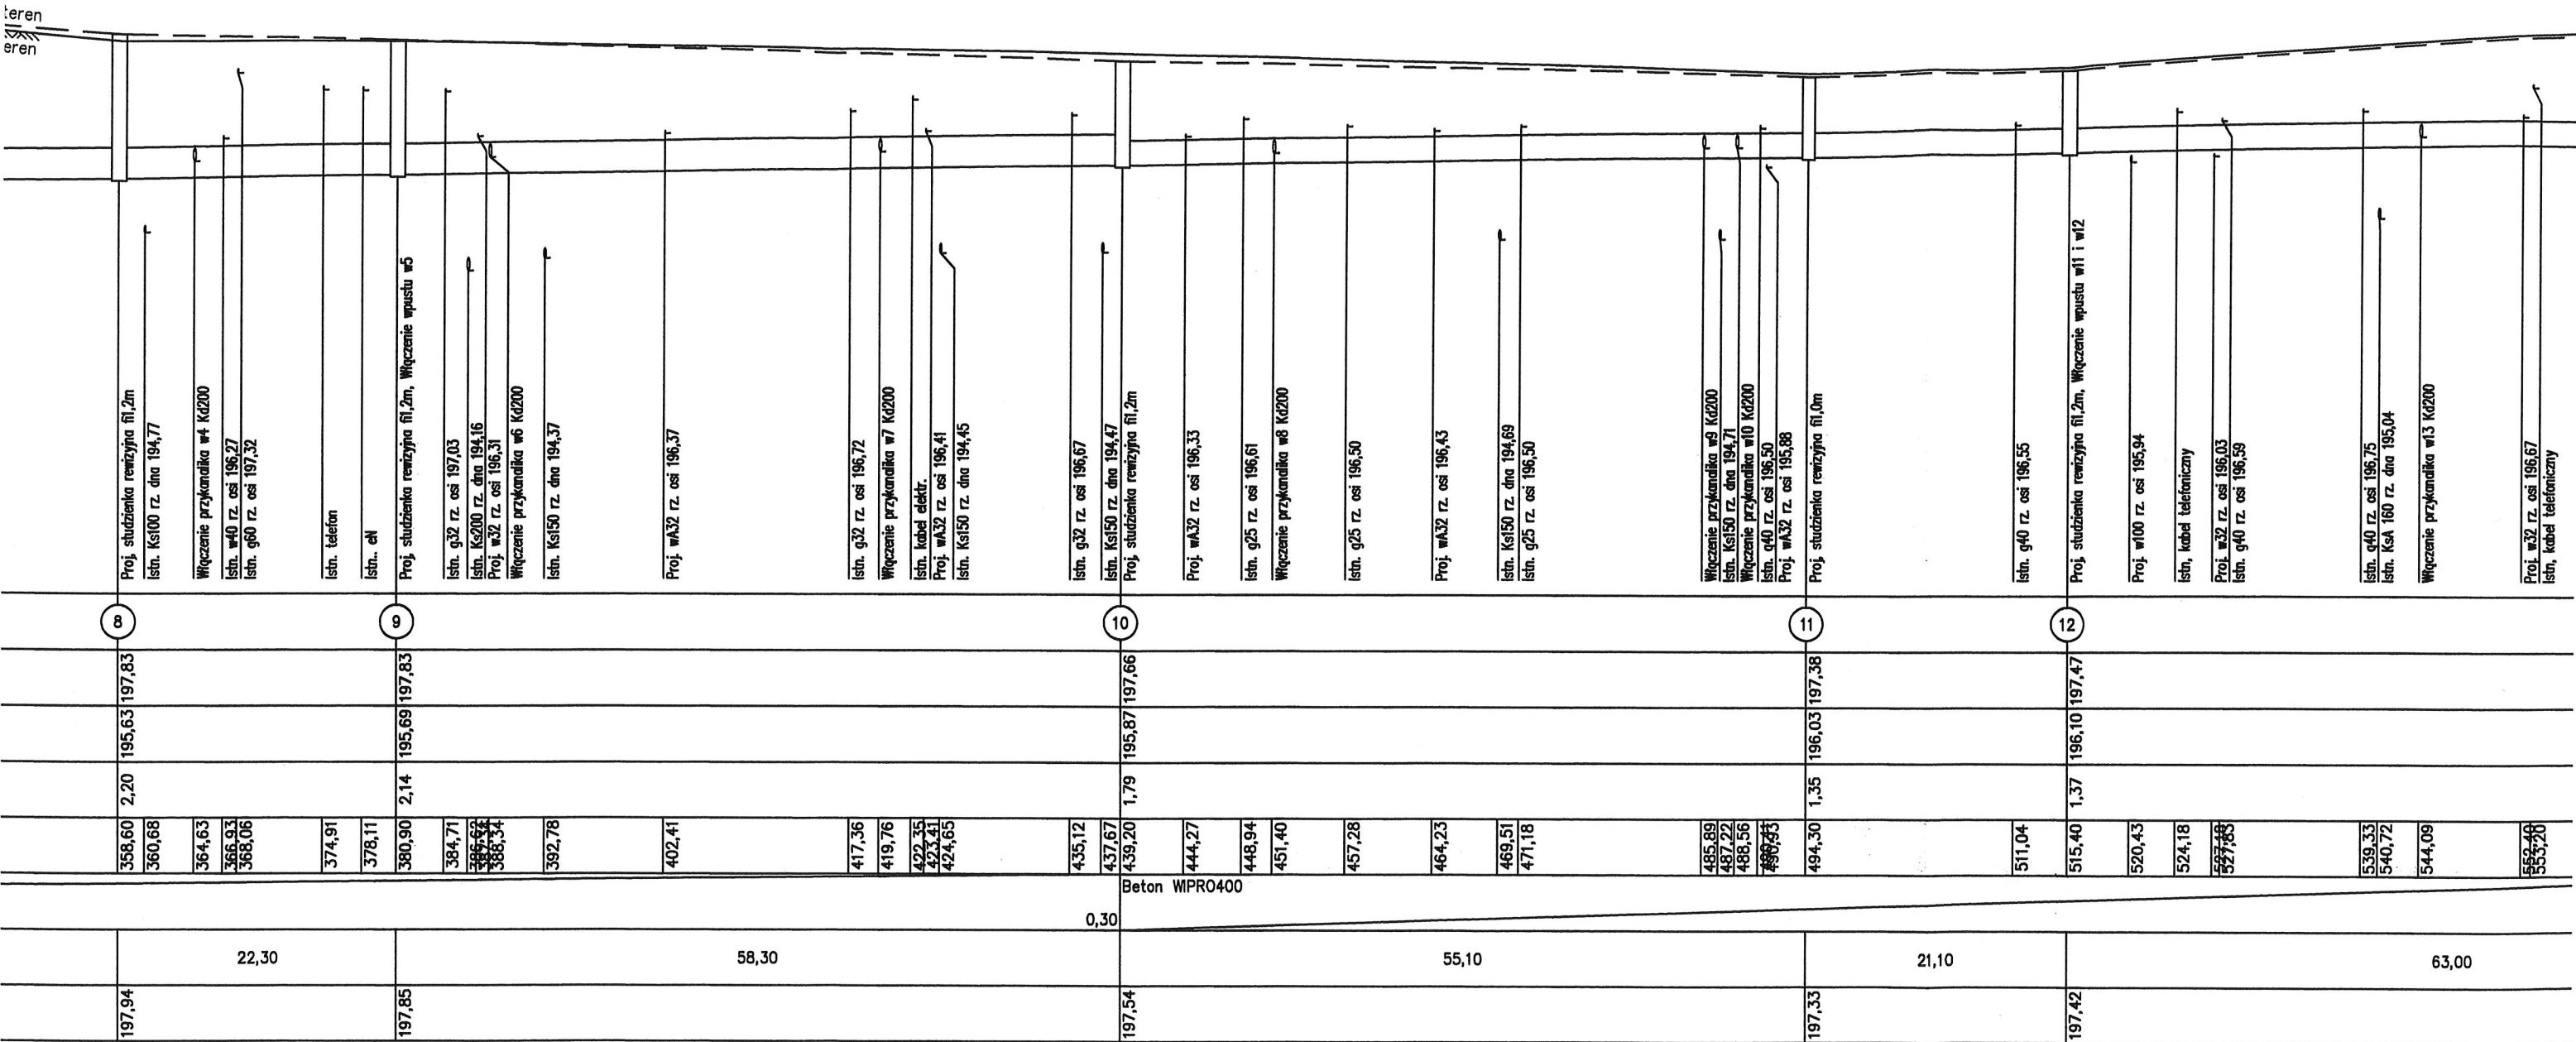 teren
eren
Proj. studzienka rewizyjna fi1,2m
Istn. Ks100 rz. dna 194,77
Włączenie przykanalika w4 Kd200
Istn. w40 rz. osi 196,27
Istn. g60 rz. osi 197,32
Istn. telefon
Istn.. eN
Proj. studzienka rewizyjna fi1,2m, Włączenie wpustu w5
Istn. g32 rz. osi 197,03
Istn. Ks200 rz. dna 194,16
Proj. w32 rz. osi 196,31
Włączenie przykanalika w6 Kd200
Istn. Ks150 rz. dna 194,37
Proj. wA32 rz. osi 196,37
Istn. g32 rz. osi 196,72
Włączenie przykanalika w7 Kd200
Istn. kabel elektr.
Proj. wA32 rz. osi 196,41
Istn. Ks150 rz. dna 194,45
Istn. g32 rz. osi 196,67
Istn. Ks150 rz. dna 194,47
Proj. studzienka rewizyjna fi1,2m
Proj. wA32 rz. osi 196,33
Istn. g25 rz. osi 196,61
Włączenie przykanalika w8 Kd200
Istn. g25 rz. osi 196,50
Proj. wA32 rz. osi 196,43
Istn. Ks150 rz. dna 194,69
Istn. g25 rz. osi 196,50
Włączenie przykanalika w9 Kd200
Istn. Ks150 rz. dna 194,71
Włączenie przykanalika w10 Kd200
Istn. g40 rz. osi 196,50
Proj. wA32 rz. osi 195,88
Proj. studzienka rewizyjna fi1,0m
Istn. g40 rz. osi 196,55
Proj. studzienka rewizyjna fi1,2m, Włączenie wpustu w11 i w12
Proj. w100 rz. osi 195,94
Istn, kabel telefoniczny
Proj. w32 rz. osi 196,03
Istn. g40 rz. osi 196,59
Istn. g40 rz. osi 196,75
Istn. KsA 160 rz. dna 195,04
Włączenie przykanalika w13 Kd200
Proj. w32 rz. osi 196,67
Istn, kabel telefoniczny
8 9 10 11 12
197,83 197,83 197,66 197,38 197,47
195,63 195,69 195,87 196,03 196,10
2,20 2,14 1,79 1,35 1,37
358,60 360,68 364,63 366,93 368,06 374,91 378,11 380,90 384,71 388,34 392,78 402,41 417,36 419,76 422,35 423,41 424,65 435,12 437,67 439,20 444,27 448,94 451,40 457,28 464,23 469,51 471,18 485,89 487,22 488,56 494,30 511,04 515,40 520,43 524,18 527,83 539,33 540,72 544,09 553,20
Beton WIPRO400
0,30
22,30 58,30 55,10 21,10 63,00
197,94 197,85 197,54 197,33 197,42